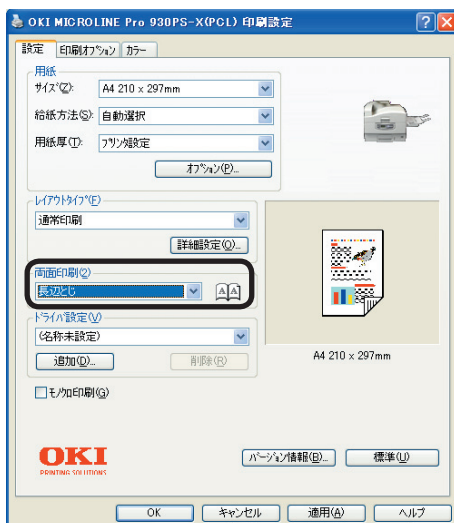 OKI MICROLINE Pro 930PS-X(PCL) 印刷設定
設定 印刷ｵﾌﾟｼｮﾝ ｶﾗｰ
用紙
ｻｲｽﾞ(Z): A4 210 x 297mm
給紙方法(S): 自動選択
用紙厚(T): ﾌﾟﾘﾝﾀ設定
ｵﾌﾟｼｮﾝ(P)...
ﾚｲｱｳﾄﾀｲﾌﾟ(E)
通常印刷
詳細設定(O)...
両面印刷(2)
長辺とじ
A A
ﾄﾞﾗｲﾊﾞ設定(V)
(名称未設定)
追加(D)... 削除(R)
A4 210 x 297mm
ﾓﾉｸﾛ印刷(G)
OKI
PRINTING SOLUTIONS
ﾊﾞｰｼﾞｮﾝ情報(B)... 標準(U)
OK キャンセル 適用(A) ヘルプ